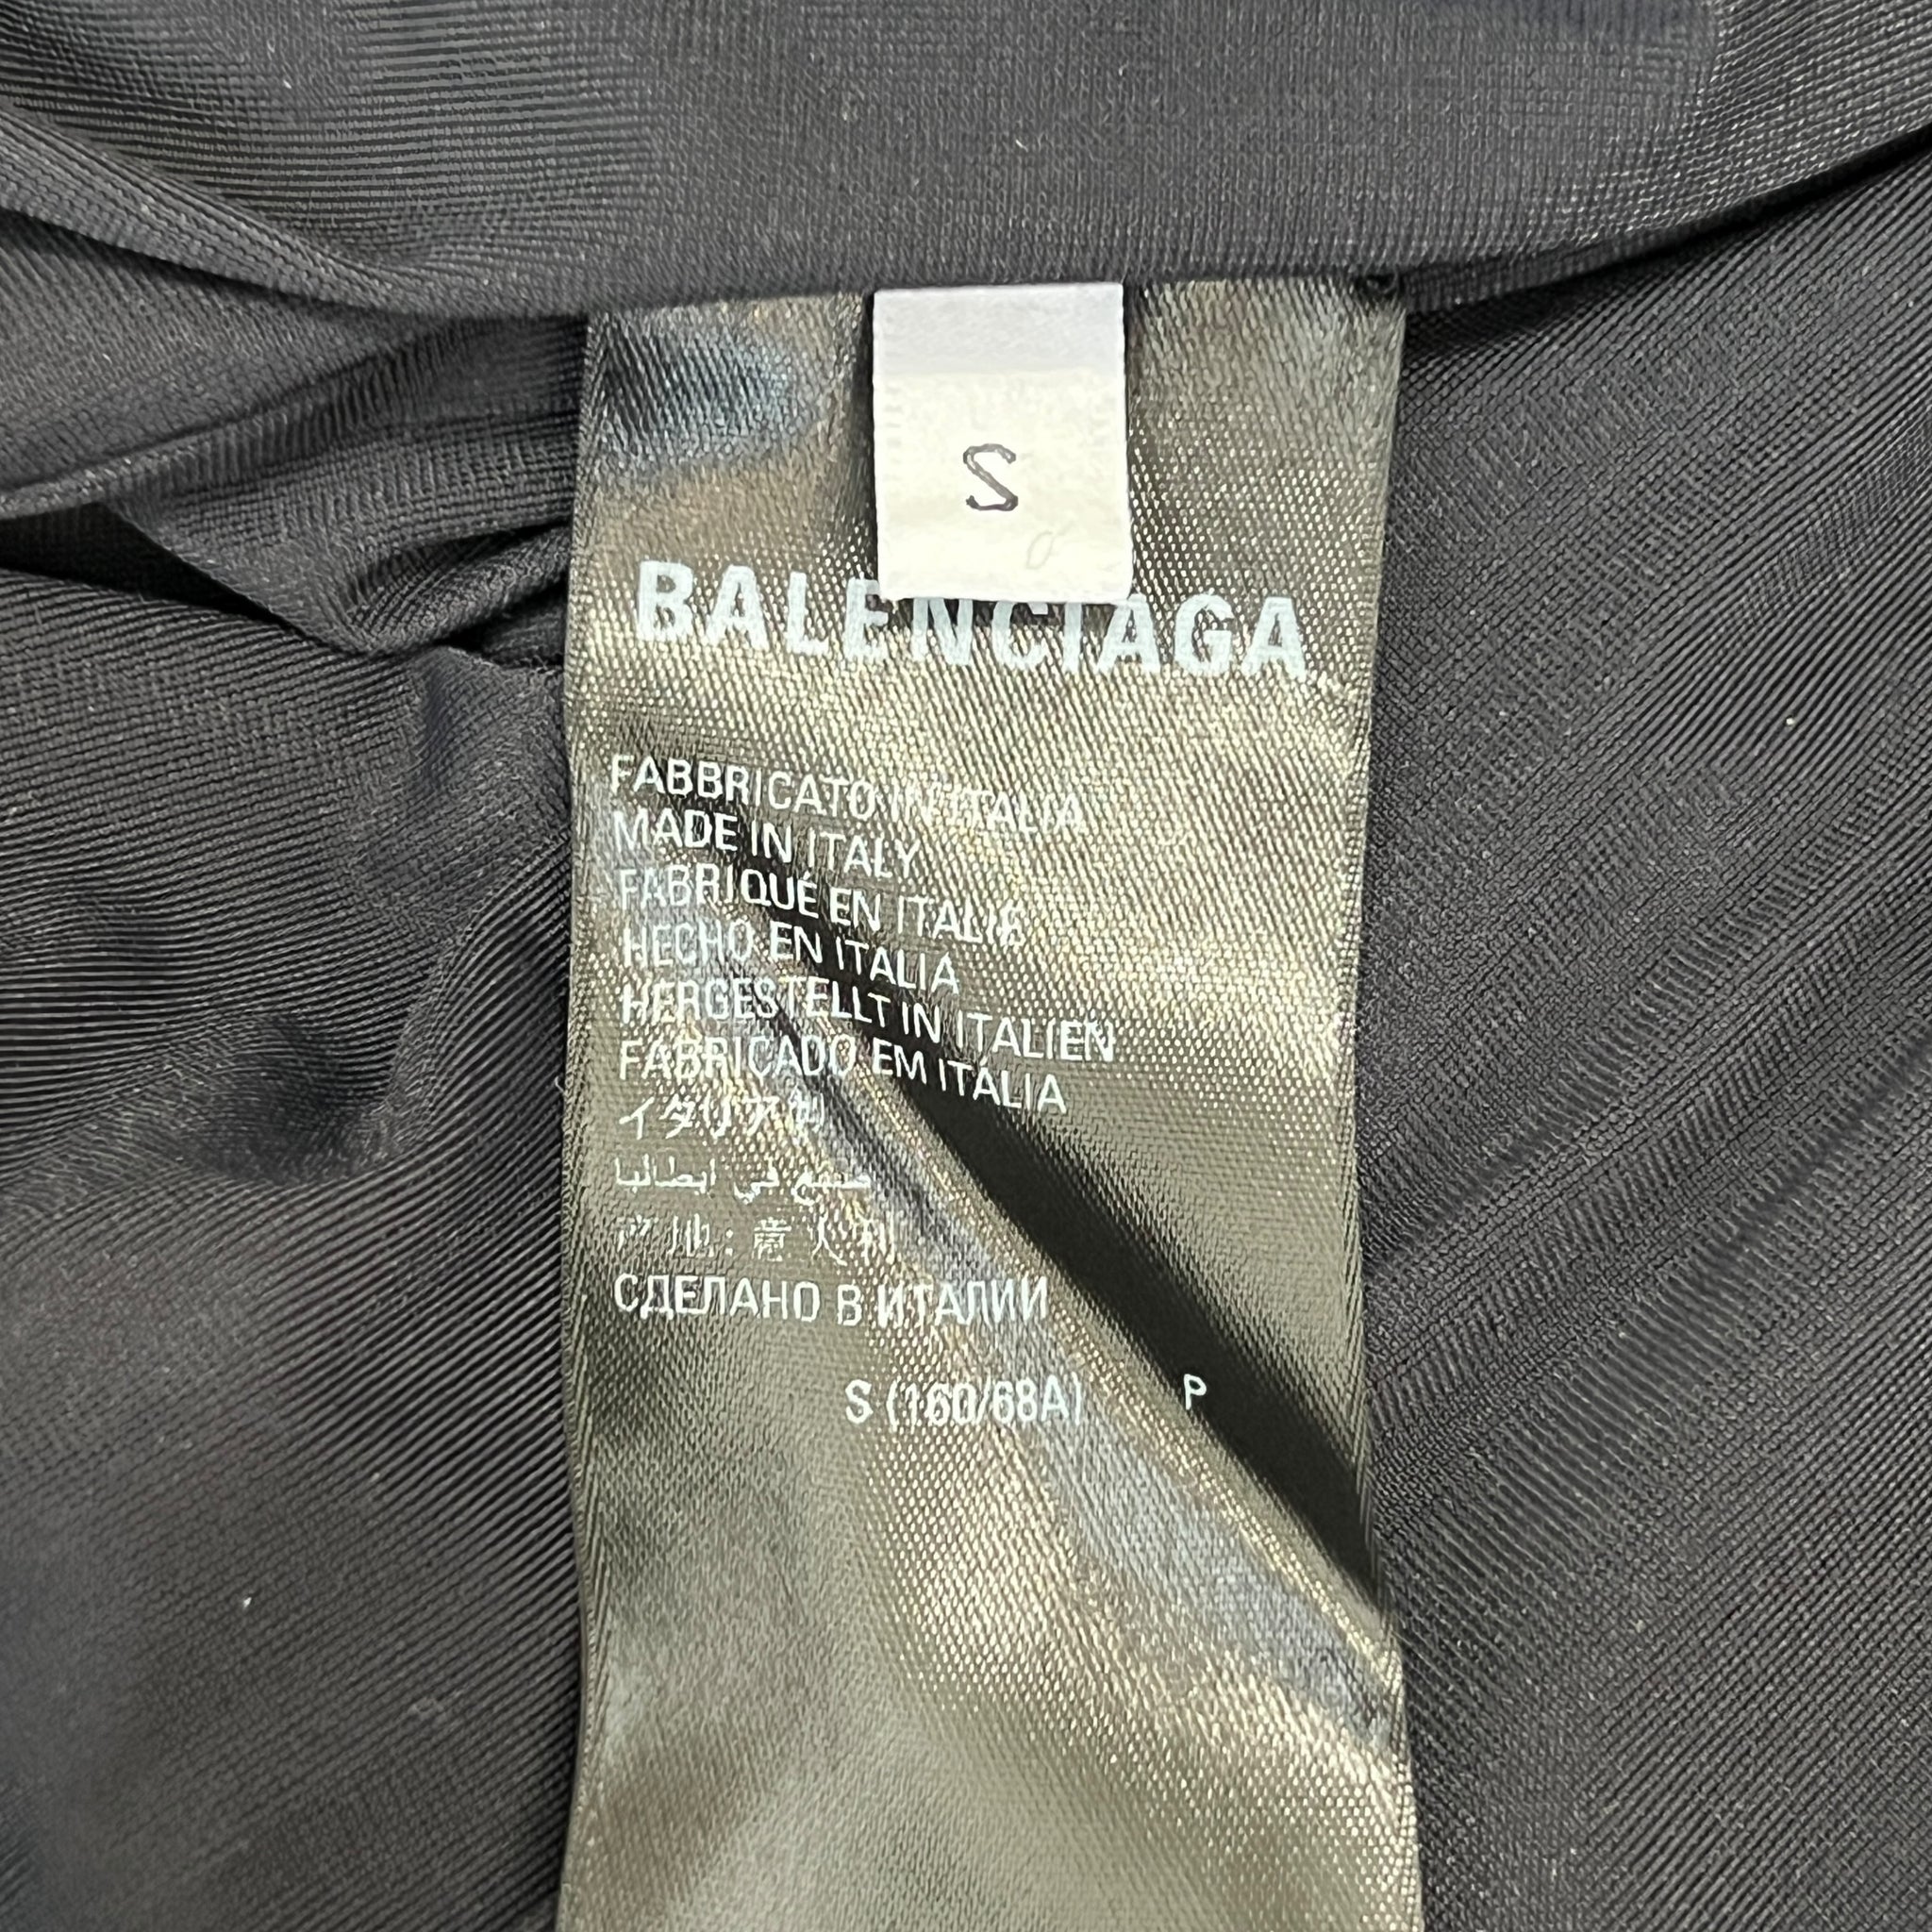 S
BALENCIAGA
FABBRICATO IN ITALIA
MADE IN ITALY
FABRIQUÉ EN ITALIE
HECHO EN ITALIA
HERGESTELLT IN ITALIEN
FABRICADO EM ITÁLIA
イタリア製
صنع في ايطاليا
产地: 意大利
СДЕЛАНО В ИТАЛИИ
S (160/68A) P